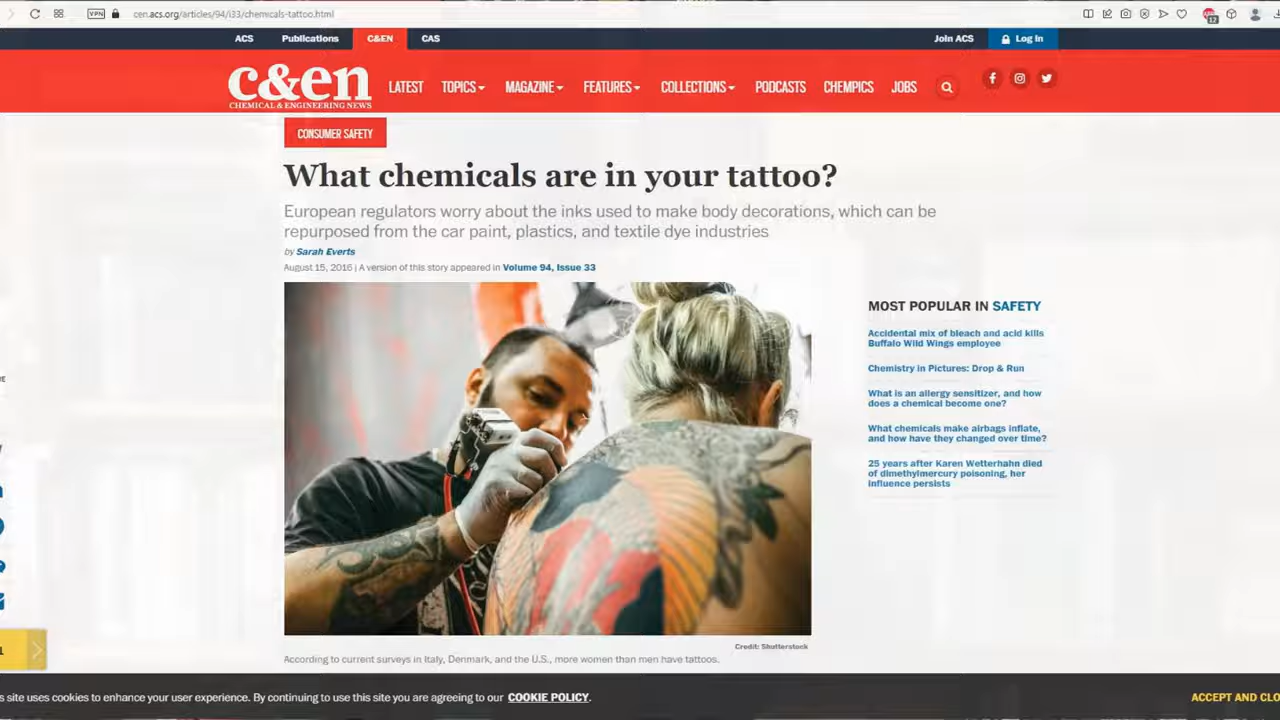 VPN
cen.acs.org/articles/94/i33/chemicals-tattoo.html
12
ACS Publications C&EN CAS
Join ACS Log In
c&en
CHEMICAL & ENGINEERING NEWS
LATEST TOPICS MAGAZINE FEATURES COLLECTIONS PODCASTS CHEMPICS JOBS
CONSUMER SAFETY
What chemicals are in your tattoo?
European regulators worry about the inks used to make body decorations, which can be
repurposed from the car paint, plastics, and textile dye industries
by Sarah Everts
August 15, 2016 | A version of this story appeared in Volume 94, Issue 33
MOST POPULAR IN SAFETY
Accidental mix of bleach and acid kills
Buffalo Wild Wings employee
Chemistry in Pictures: Drop & Run
What is an allergy sensitizer, and how
does a chemical become one?
What chemicals make airbags inflate,
and how have they changed over time?
25 years after Karen Wetterhahn died
of dimethylmercury poisoning, her
influence persists
Credit: Shutterstock
According to current surveys in Italy, Denmark, and the U.S., more women than men have tattoos.
s site uses cookies to enhance your user experience. By continuing to use this site you are agreeing to our COOKIE POLICY.
ACCEPT AND CLO